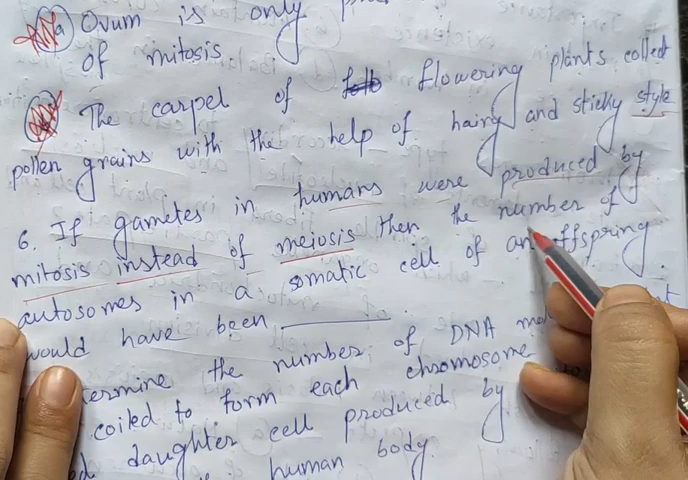 a Ovum is only
of mitosis
The carpel of flowering plants collect
pollen grains with the help of hairy and sticky style
6. If gametes in humans were produced by
mitosis instead of meiosis then the number of
autosomes in a somatic cell of an offspring
would have been ________.
ermine the number of DNA
coiled to form each chromosome
daughter cell produced by
human body.